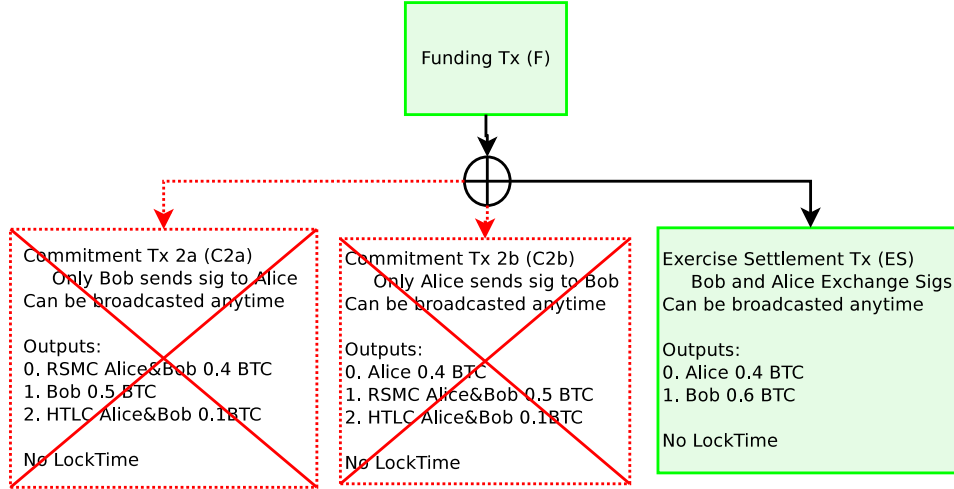 Funding Tx (F)
Commitment Tx 2a (C2a)
Only Bob sends sig to Alice
Can be broadcasted anytime
Outputs:
0. RSMC Alice&Bob 0.4 BTC
1. Bob 0.5 BTC
2. HTLC Alice&Bob 0.1BTC
No LockTime
Commitment Tx 2b (C2b)
Only Alice sends sig to Bob
Can be broadcasted anytime
Outputs:
0. Alice 0.4 BTC
1. RSMC Alice&Bob 0.5 BTC
2. HTLC Alice&Bob 0.1BTC
No LockTime
Exercise Settlement Tx (ES)
Bob and Alice Exchange Sigs
Can be broadcasted anytime
Outputs:
0. Alice 0.4 BTC
1. Bob 0.6 BTC
No LockTime